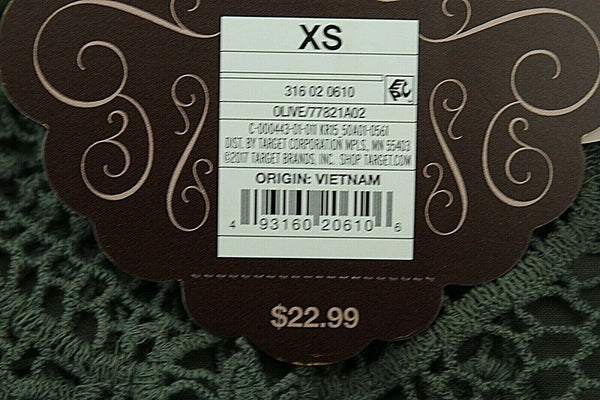 XS
316 02 0610
EPC
OLIVE/77821A02
C-000443-01-011 KR15_50A01-0561
DIST. BY TARGET CORPORATION MPLS., MN 55403
©2017 TARGET BRANDS, INC. SHOP TARGET.COM
ORIGIN: VIETNAM
4 93160 20610 6
$22.99